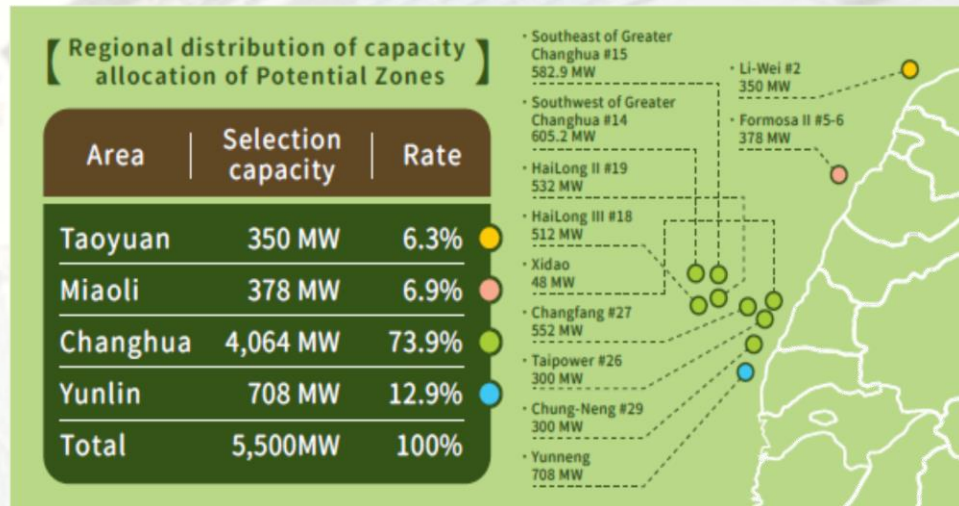 【 Regional distribution of capacity
allocation of Potential Zones 】
Area | Selection capacity | Rate
Taoyuan 350 MW 6.3%
Miaoli 378 MW 6.9%
Changhua 4,064 MW 73.9%
Yunlin 708 MW 12.9%
Total 5,500MW 100%
・Southeast of Greater
Changhua #15
582.9 MW
・Southwest of Greater
Changhua #14
605.2 MW
・HaiLong II #19
532 MW
・HaiLong III #18
512 MW
・Xidao
48 MW
・Changfang #27
552 MW
・Taipower #26
300 MW
・Chung-Neng #29
300 MW
・Yunneng
708 MW
・Li-Wei #2
350 MW
・Formosa II #5-6
378 MW